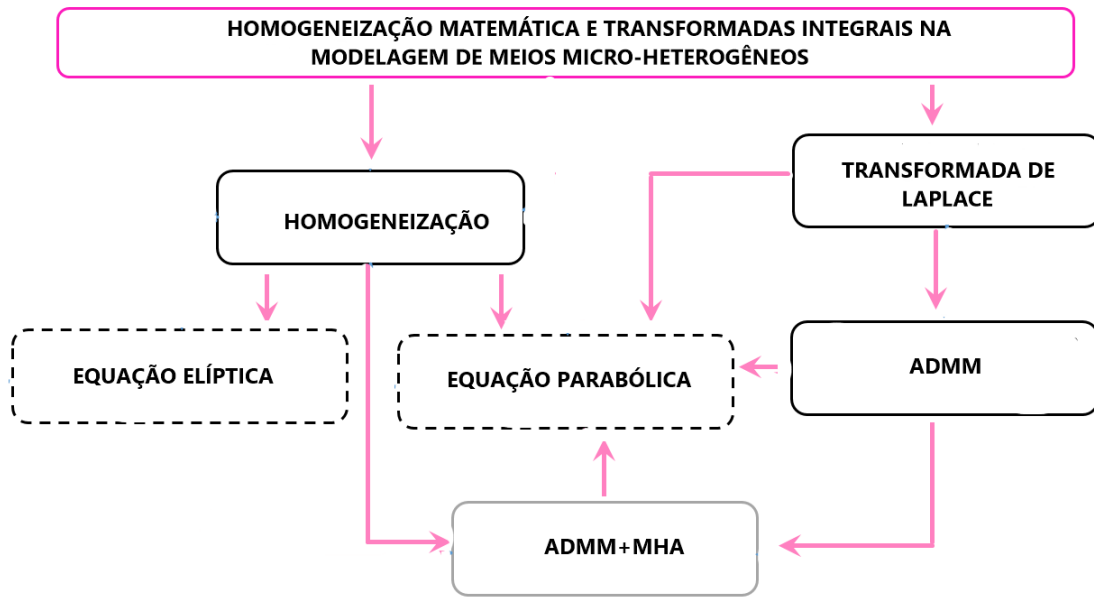 HOMOGENEIZAÇÃO MATEMÁTICA E TRANSFORMADAS INTEGRAIS NA
MODELAGEM DE MEIOS MICRO-HETEROGÊNEOS
TRANSFORMADA DE
LAPLACE
HOMOGENEIZAÇÃO
EQUAÇÃO ELÍPTICA
EQUAÇÃO PARABÓLICA
ADMM
ADMM+MHA